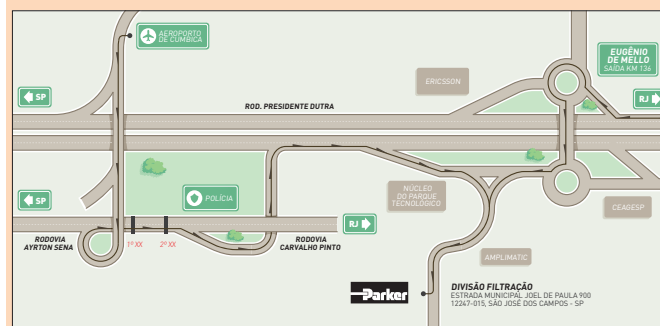 AEROPORTO
DE CUMBICA
EUGÊNIO
DE MELLO
SAÍDA KM 136
ERICSSON
SP
RJ
ROD. PRESIDENTE DUTRA
NÚCLEO
DO PARQUE
TECNOLÓGICO
POLÍCIA
SP
CEAGESP
RJ
RODOVIA
AYRTON SENA
1º XX
2º XX
RODOVIA
CARVALHO PINTO
AMPLIMATIC
Parker
DIVISÃO FILTRAÇÃO
ESTRADA MUNICIPAL JOEL DE PAULA 900
12247-015, SÃO JOSÉ DOS CAMPOS - SP